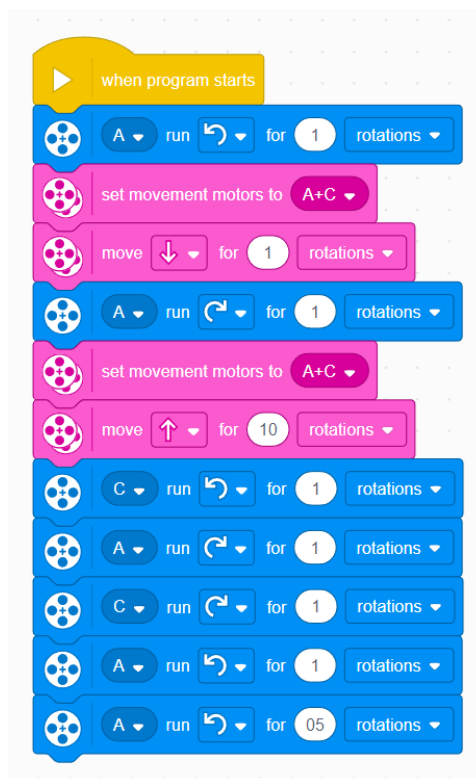 when program starts
A run for 1 rotations
set movement motors to A+C
move for 1 rotations
A run for 1 rotations
set movement motors to A+C
move for 10 rotations
C run for 1 rotations
A run for 1 rotations
C run for 1 rotations
A run for 1 rotations
A run for 05 rotations